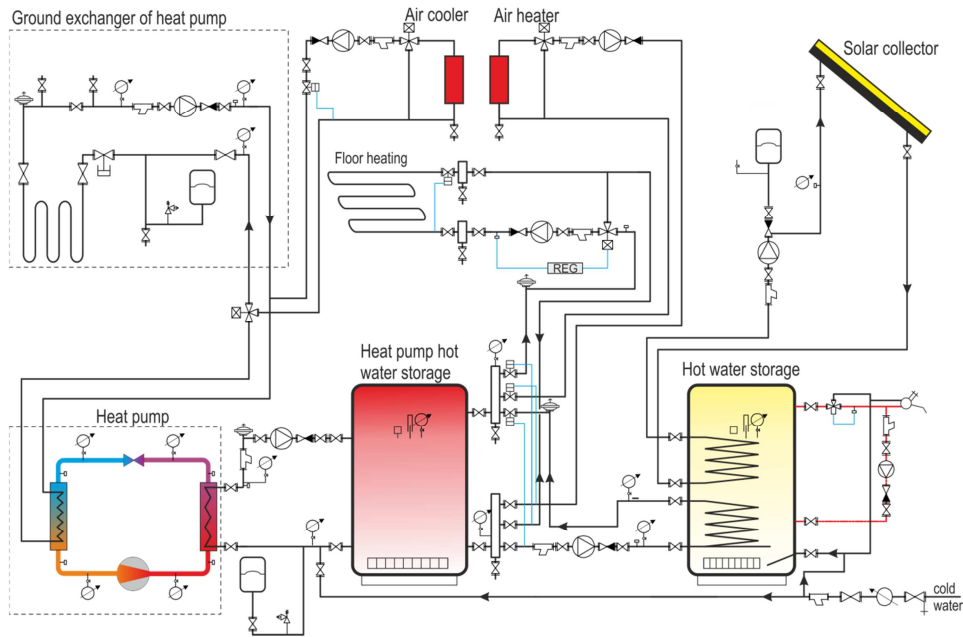 Ground exchanger of heat pump
Air cooler
Air heater
Solar collector
Floor heating
REG
Heat pump hot
water storage
Hot water storage
Heat pump
cold
water